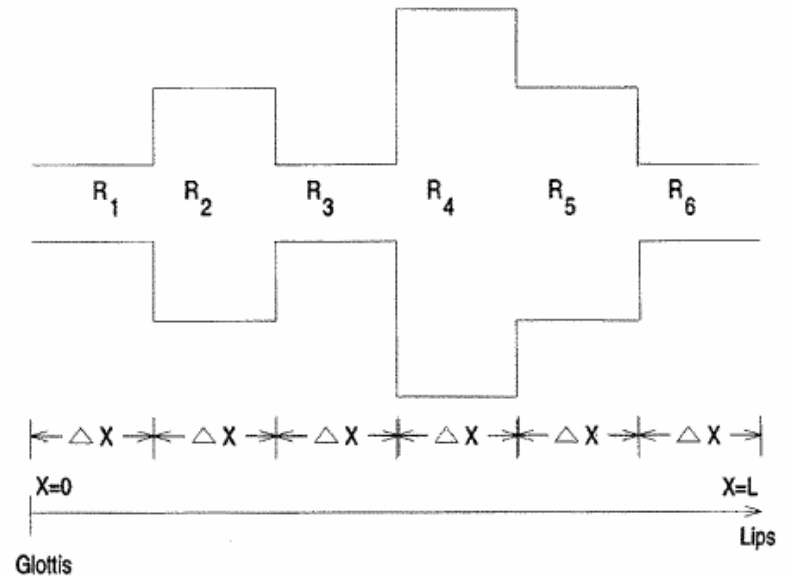 R1 R2 R3 R4 R5 R6
△ X △ X △ X △ X △ X △ X
X=0 X=L
Lips
Glottis